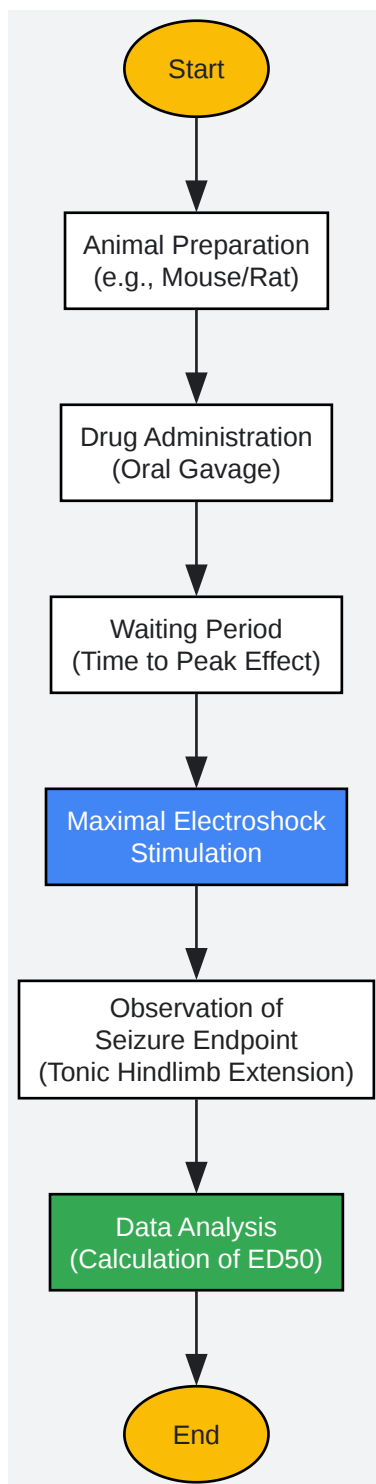 Start
Animal Preparation
(e.g., Mouse/Rat)
Drug Administration
(Oral Gavage)
Waiting Period
(Time to Peak Effect)
Maximal Electroshock
Stimulation
Observation of
Seizure Endpoint
(Tonic Hindlimb Extension)
Data Analysis
(Calculation of ED50)
End